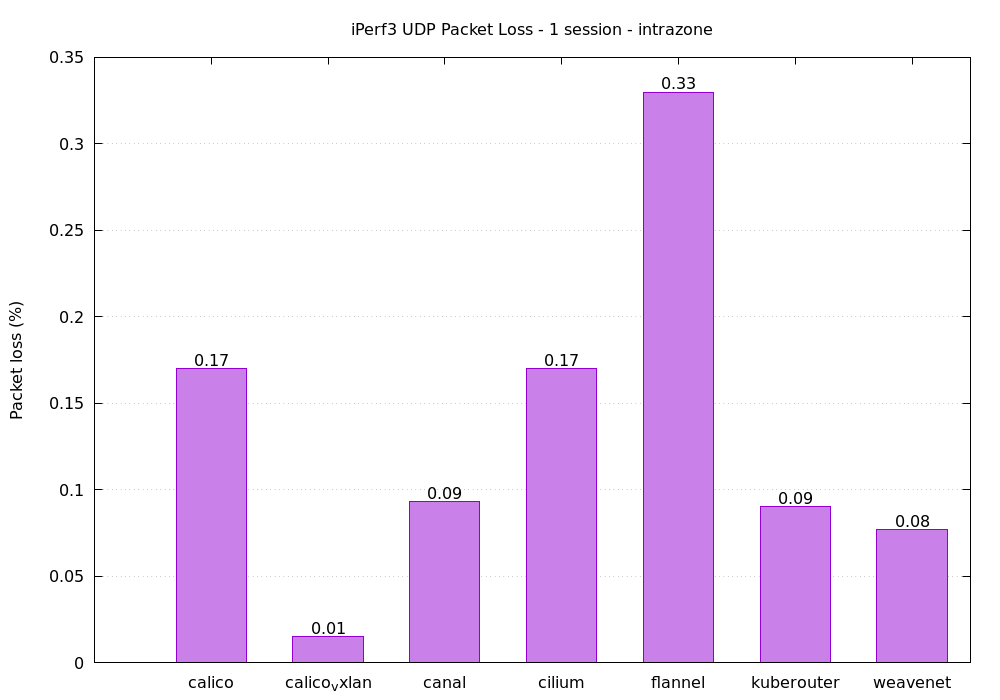 iPerf3 UDP Packet Loss - 1 session - intrazone
Packet loss (%)
0.35
0.3
0.25
0.2
0.15
0.1
0.05
0
0.17
0.01
0.09
0.17
0.33
0.09
0.08
calico
calicovxlan
canal
cilium
flannel
kuberouter
weavenet